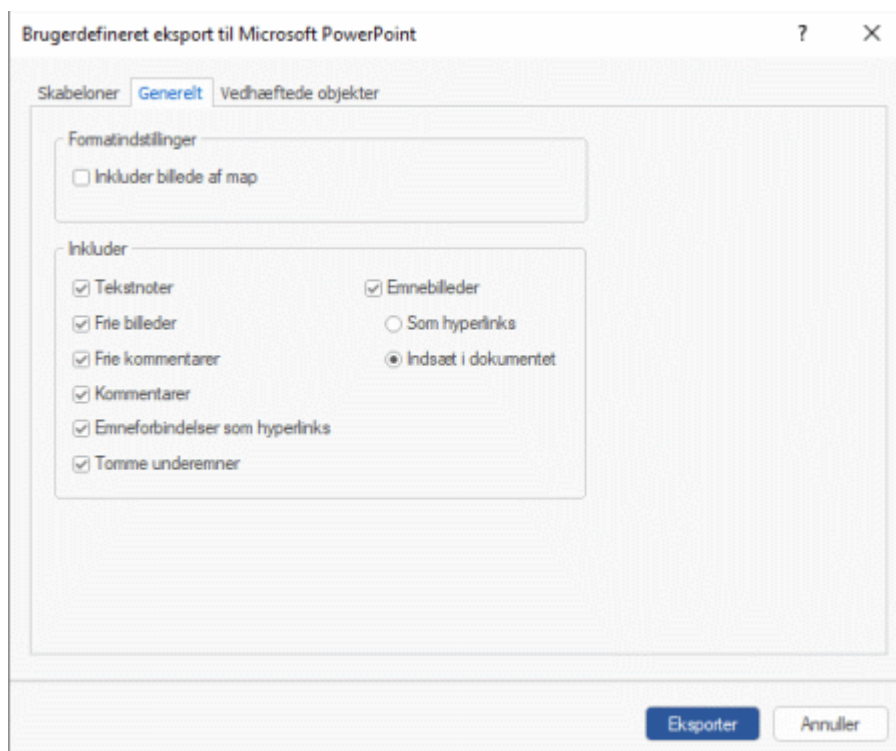 Brugerdefineret eksport til Microsoft PowerPoint ?
Skabeloner Generelt Vedhæftede objekter
Formatindstillinger
Inkluder billede af map
Inkluder
Tekstnoter Emnebilleder
Frie billeder Som hyperlinks
Frie kommentarer Indsæt i dokumentet
Kommentarer
Emneforbindelser som hyperlinks
Tomme underemner
Eksporter Annuller